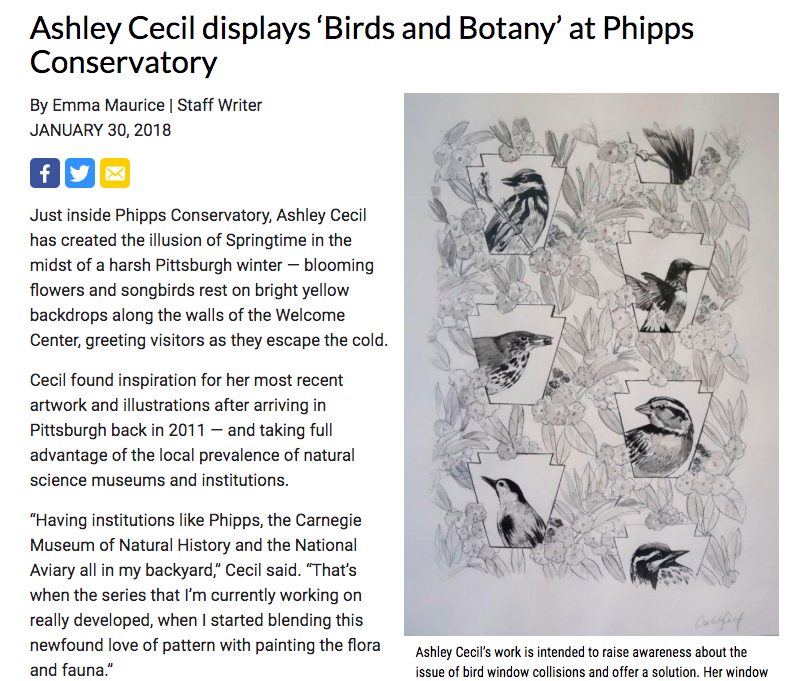 Ashley Cecil displays ‘Birds and Botany’ at Phipps
Conservatory
By Emma Maurice | Staff Writer
JANUARY 30, 2018
Just inside Phipps Conservatory, Ashley Cecil
has created the illusion of Springtime in the
midst of a harsh Pittsburgh winter — blooming
flowers and songbirds rest on bright yellow
backdrops along the walls of the Welcome
Center, greeting visitors as they escape the cold.
Cecil found inspiration for her most recent
artwork and illustrations after arriving in
Pittsburgh back in 2011 — and taking full
advantage of the local prevalence of natural
science museums and institutions.
“Having institutions like Phipps, the Carnegie
Museum of Natural History and the National
Aviary all in my backyard,” Cecil said. “That’s
when the series that I’m currently working on
really developed, when I started blending this
newfound love of pattern with painting the flora
and fauna.”
Ashley Cecil’s work is intended to raise awareness about the
issue of bird window collisions and offer a solution. Her window